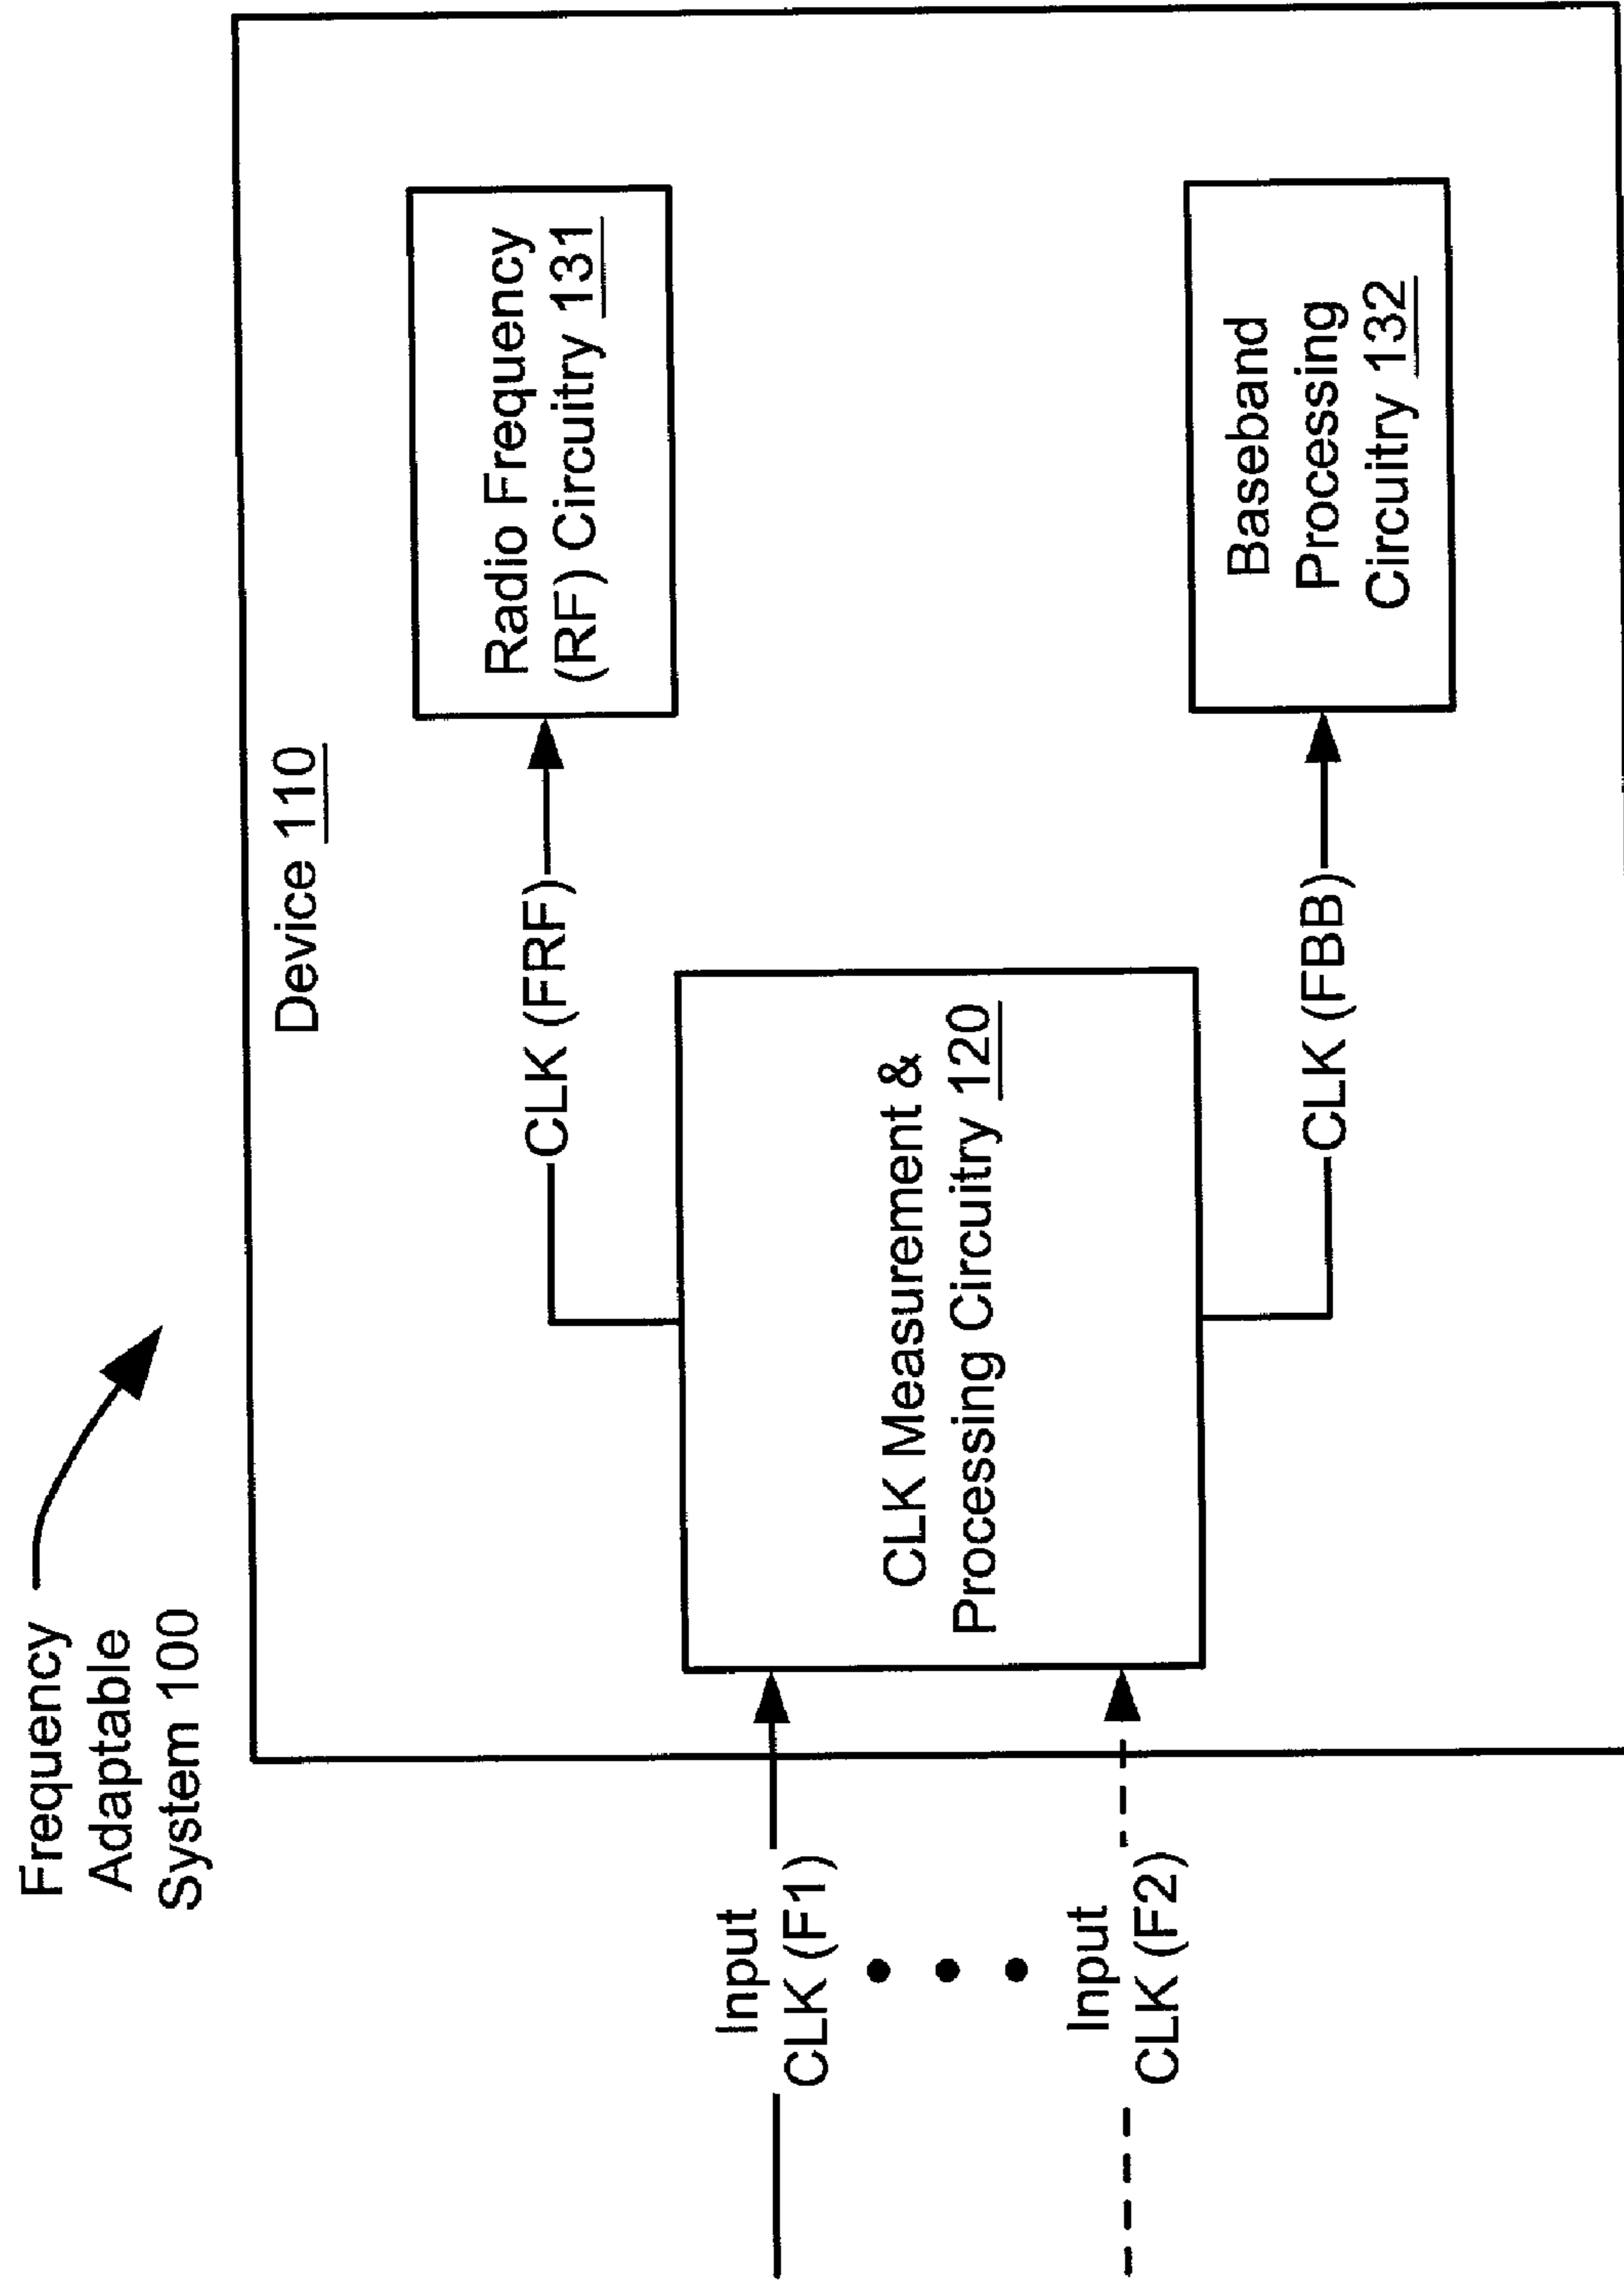 Frequency
Adaptable
System 100
Device 110
Input
CLK (F1)
Input
CLK (F2)
CLK Measurement &
Processing Circuitry 120
CLK (FRF)
Radio Frequency
(RF) Circuitry 131
CLK (FBB)
Baseband
Processing
Circuitry 132